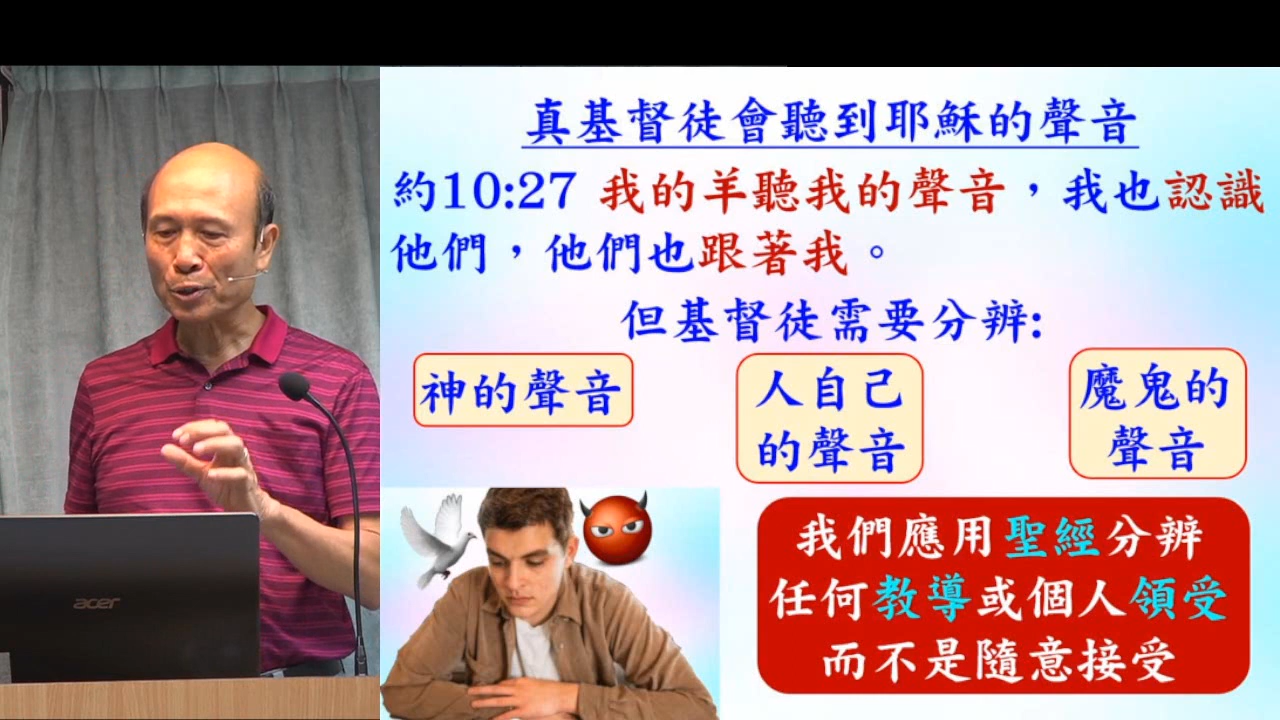 真基督徒會聽到耶穌的聲音
約10:27 我的羊聽我的聲音，我也認識
他們，他們也跟著我。
但基督徒需要分辨:
神的聲音
人自己
的聲音
魔鬼的
聲音
我們應用聖經分辨
任何教導或個人領受
而不是隨意接受
acer